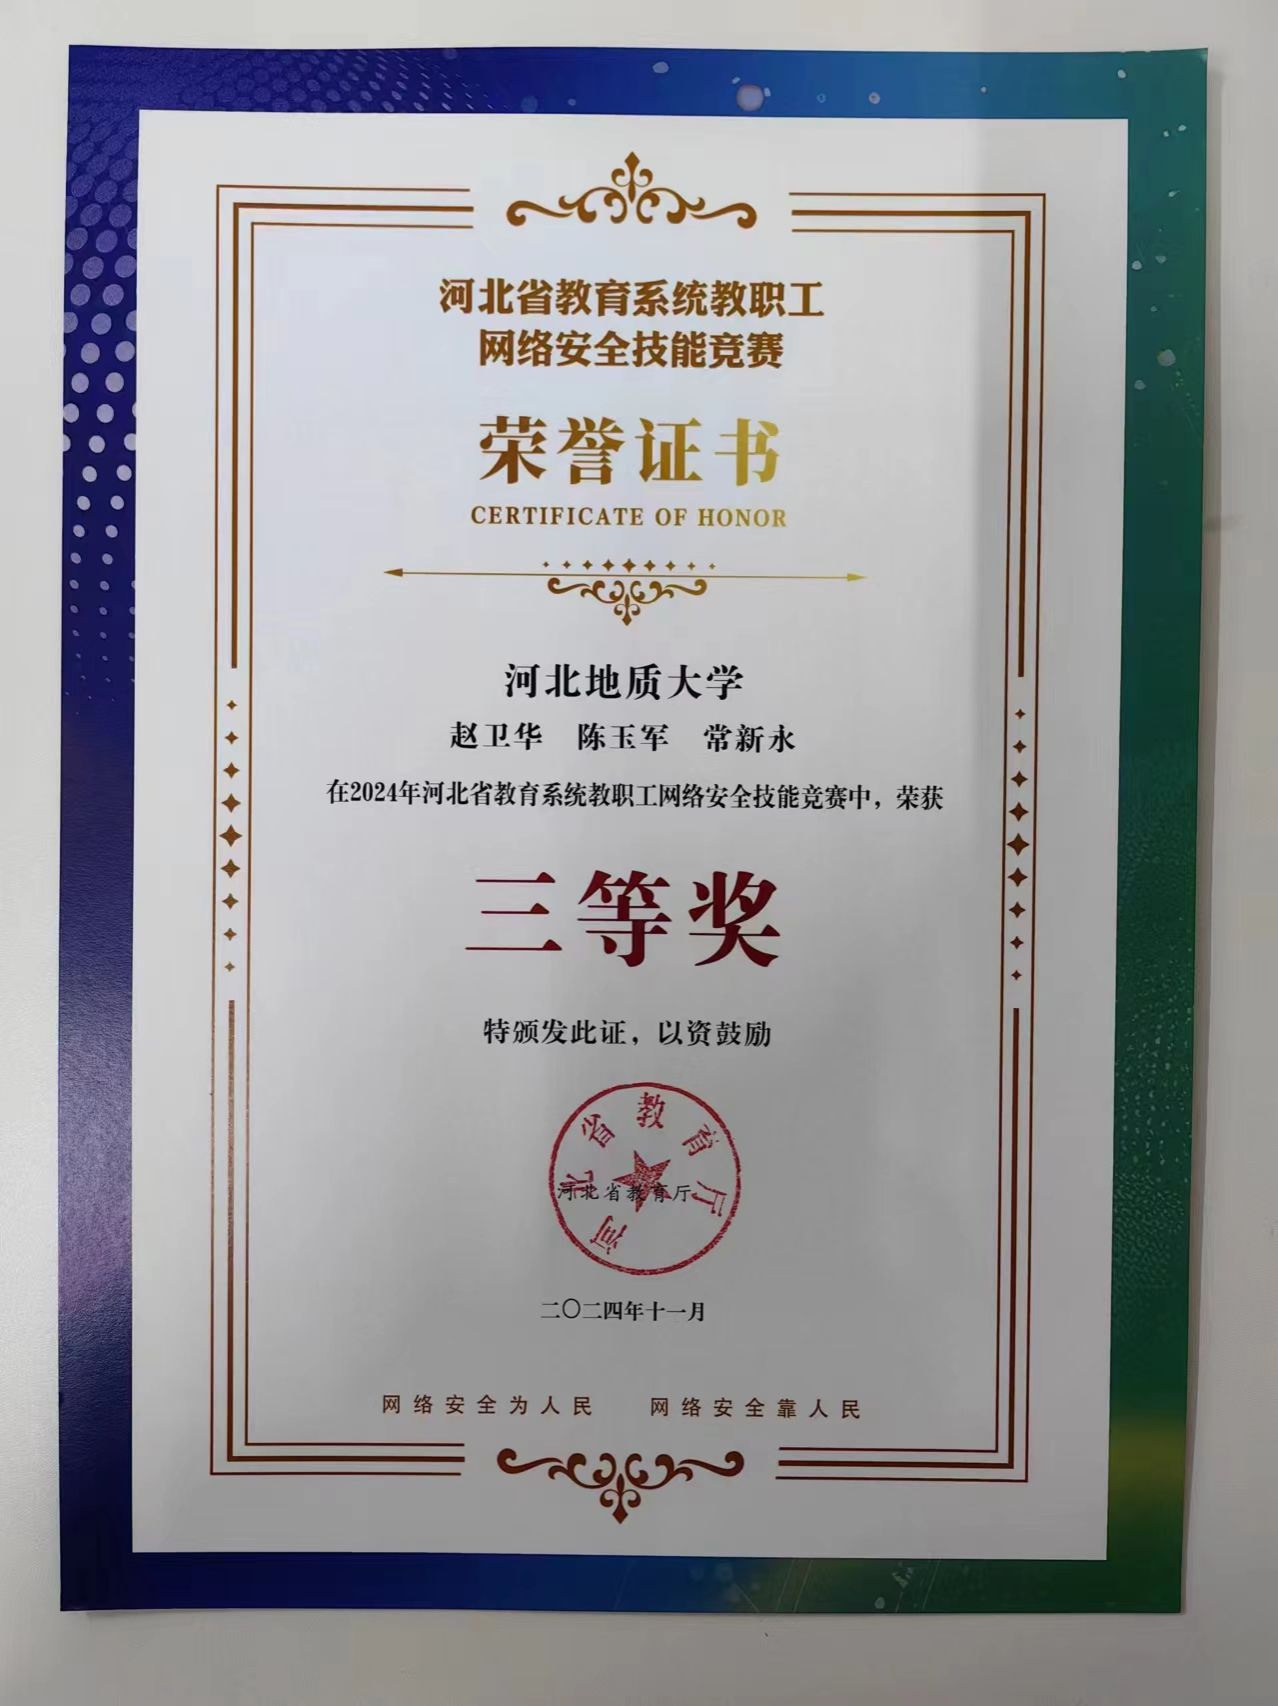 河北省教育系统教职工
网络安全技能竞赛
荣誉证书
CERTIFICATE OF HONOR
河北地质大学
赵卫华 陈玉军 常新永
在2024年河北省教育系统教职工网络安全技能竞赛中，荣获
三等奖
特颁发此证，以资鼓励
河北省教育厅
河北省教育厅
二〇二四年十一月
网络安全为人民 网络安全靠人民